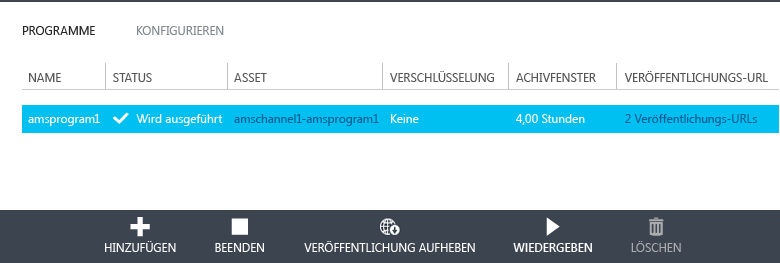 PROGRAMME KONFIGURIEREN
NAME STATUS ASSET VERSCHLÜSSELUNG ACHIVFENSTER VERÖFFENTLICHUNGS-URL
amsprogram1 Wird ausgeführt amschannel1-amsprogram1 Keine 4,00 Stunden 2 Veröffentlichungs-URLs
HINZUFÜGEN BEENDEN VERÖFFENTLICHUNG AUFHEBEN WIEDERGEBEN LÖSCHEN